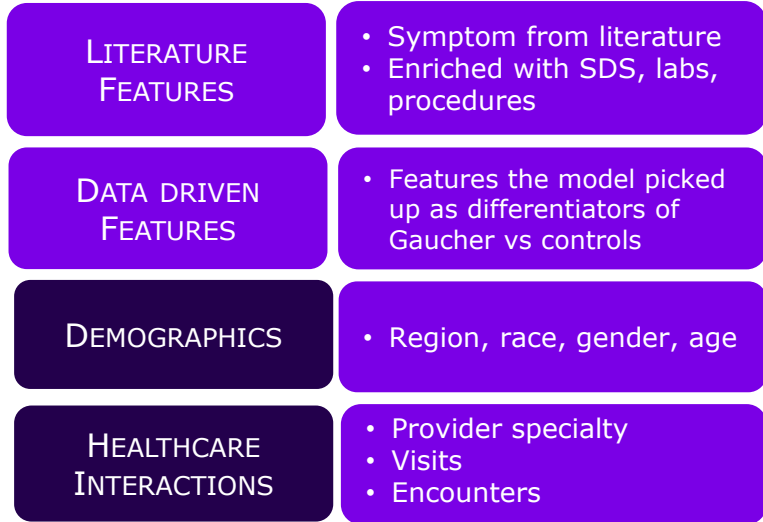 LITERATURE
FEATURES
• Symptom from literature
• Enriched with SDS, labs,
procedures
DATA DRIVEN
FEATURES
• Features the model picked
up as differentiators of
Gaucher vs controls
DEMOGRAPHICS
• Region, race, gender, age
HEALTHCARE
INTERACTIONS
• Provider specialty
• Visits
• Encounters